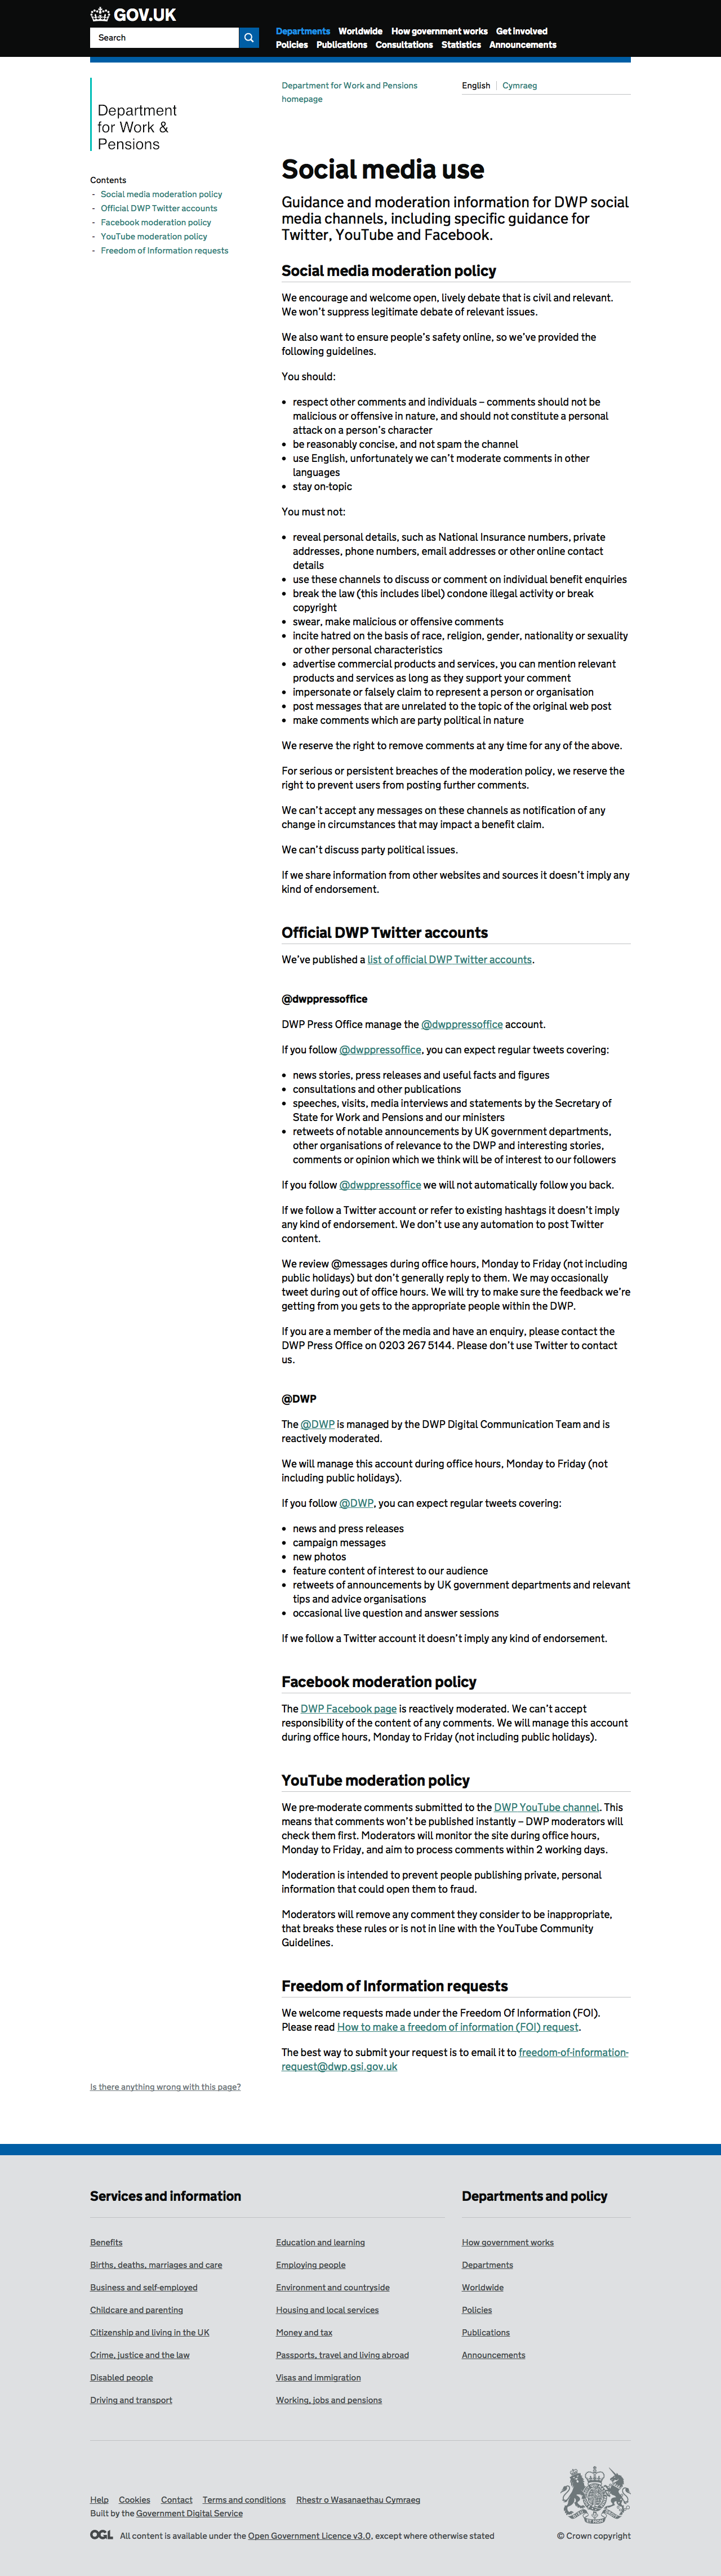 GOV.UK
Search
Departments Worldwide How government works Get involved
Policies Publications Consultations Statistics Announcements
Department
for Work &
Pensions
Department for Work and Pensions
homepage
English Cymraeg
Contents
- Social media moderation policy
- Official DWP Twitter accounts
- Facebook moderation policy
- YouTube moderation policy
- Freedom of Information requests
Social media use
Guidance and moderation information for DWP social
media channels, including specific guidance for
Twitter, YouTube and Facebook.
Social media moderation policy
We encourage and welcome open, lively debate that is civil and relevant.
We won't suppress legitimate debate of relevant issues.
We also want to ensure people's safety online, so we've provided the
following guidelines.
You should:
• respect other comments and individuals – comments should not be
malicious or offensive in nature, and should not constitute a personal
attack on a person's character
• be reasonably concise, and not spam the channel
• use English, unfortunately we can't moderate comments in other
languages
• stay on-topic
You must not:
• reveal personal details, such as National Insurance numbers, private
addresses, phone numbers, email addresses or other online contact
details
• use these channels to discuss or comment on individual benefit enquiries
• break the law (this includes libel) condone illegal activity or break
copyright
• swear, make malicious or offensive comments
• incite hatred on the basis of race, religion, gender, nationality or sexuality
or other personal characteristics
• advertise commercial products and services, you can mention relevant
products and services as long as they support your comment
• impersonate or falsely claim to represent a person or organisation
• post messages that are unrelated to the topic of the original web post
• make comments which are party political in nature
We reserve the right to remove comments at any time for any of the above.
For serious or persistent breaches of the moderation policy, we reserve the
right to prevent users from posting further comments.
We can't accept any messages on these channels as notification of any
change in circumstances that may impact a benefit claim.
We can't discuss party political issues.
If we share information from other websites and sources it doesn't imply any
kind of endorsement.
Official DWP Twitter accounts
We've published a list of official DWP Twitter accounts.
@dwppressoffice
DWP Press Office manage the @dwppressoffice account.
If you follow @dwppressoffice, you can expect regular tweets covering:
• news stories, press releases and useful facts and figures
• consultations and other publications
• speeches, visits, media interviews and statements by the Secretary of
State for Work and Pensions and our ministers
• retweets of notable announcements by UK government departments,
other organisations of relevance to the DWP and interesting stories,
comments or opinion which we think will be of interest to our followers
If you follow @dwppressoffice we will not automatically follow you back.
If we follow a Twitter account or refer to existing hashtags it doesn't imply
any kind of endorsement. We don't use any automation to post Twitter
content.
We review @messages during office hours, Monday to Friday (not including
public holidays) but don't generally reply to them. We may occasionally
tweet during out of office hours. We will try to make sure the feedback we're
getting from you gets to the appropriate people within the DWP.
If you are a member of the media and have an enquiry, please contact the
DWP Press Office on 0203 267 5144. Please don't use Twitter to contact
us.
@DWP
The @DWP is managed by the DWP Digital Communication Team and is
reactively moderated.
We will manage this account during office hours, Monday to Friday (not
including public holidays).
If you follow @DWP, you can expect regular tweets covering:
• news and press releases
• campaign messages
• new photos
• feature content of interest to our audience
• retweets of announcements by UK government departments and relevant
tips and advice organisations
• occasional live question and answer sessions
If we follow a Twitter account it doesn't imply any kind of endorsement.
Facebook moderation policy
The DWP Facebook page is reactively moderated. We can't accept
responsibility of the content of any comments. We will manage this account
during office hours, Monday to Friday (not including public holidays).
YouTube moderation policy
We pre-moderate comments submitted to the DWP YouTube channel. This
means that comments won't be published instantly – DWP moderators will
check them first. Moderators will monitor the site during office hours,
Monday to Friday, and aim to process comments within 2 working days.
Moderation is intended to prevent people publishing private, personal
information that could open them to fraud.
Moderators will remove any comment they consider to be inappropriate,
that breaks these rules or is not in line with the YouTube Community
Guidelines.
Freedom of Information requests
We welcome requests made under the Freedom Of Information (FOI).
Please read How to make a freedom of information (FOI) request.
The best way to submit your request is to email it to freedom-of-information-
request@dwp.gsi.gov.uk
Is there anything wrong with this page?
Services and information
Departments and policy
Benefits Education and learning How government works
Births, deaths, marriages and care Employing people Departments
Business and self-employed Environment and countryside Worldwide
Childcare and parenting Housing and local services Policies
Citizenship and living in the UK Money and tax Publications
Crime, justice and the law Passports, travel and living abroad Announcements
Disabled people Visas and immigration
Driving and transport Working, jobs and pensions
Help Cookies Contact Terms and conditions Rhestr o Wasanaethau Cymraeg
Built by the Government Digital Service
OGL All content is available under the Open Government Licence v3.0, except where otherwise stated
© Crown copyright